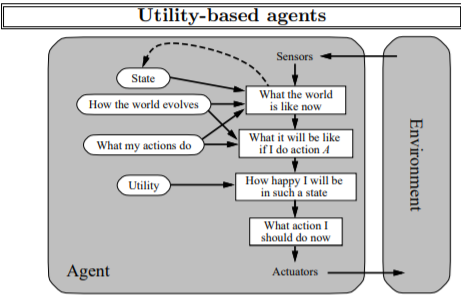 Utility-based agents
Sensors
State
What the world
is like now
How the world evolves
What it will be like
if I do action A
What my actions do
How happy I will be
in such a state
Utility
What action I
should do now
Agent
Actuators
Environment